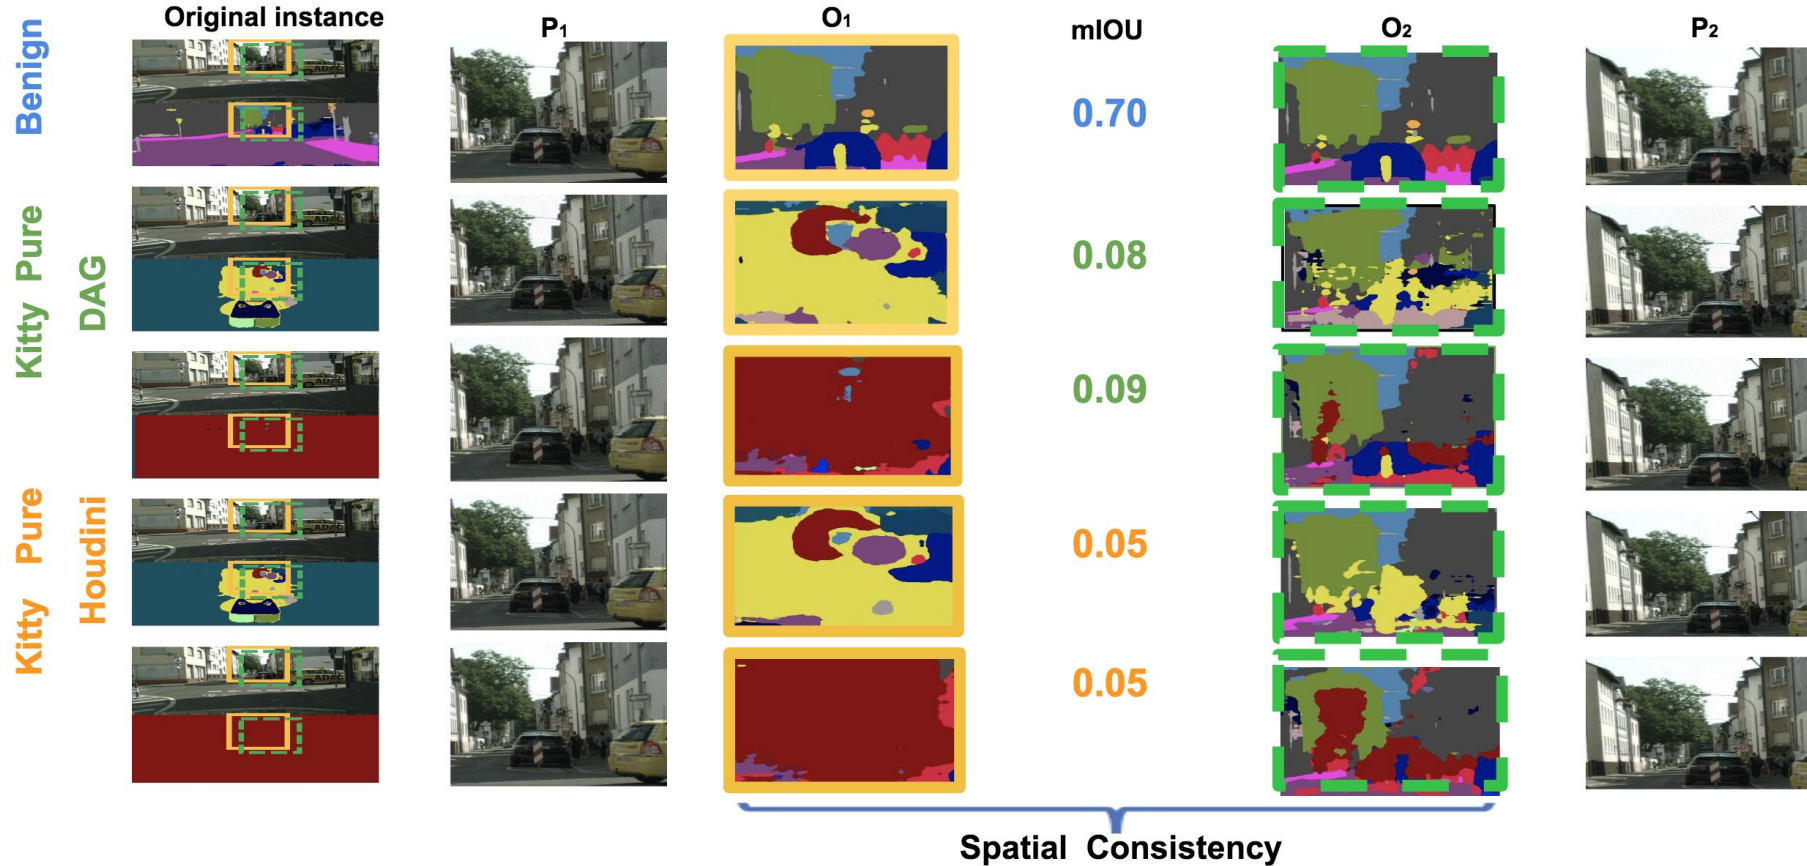 Original instance P₁ O₁ mIOU O₂ P₂
Benign
0.70
Kitty Pure
DAG
0.08
0.09
Kitty Pure
Houdini
0.05
0.05
Spatial Consistency